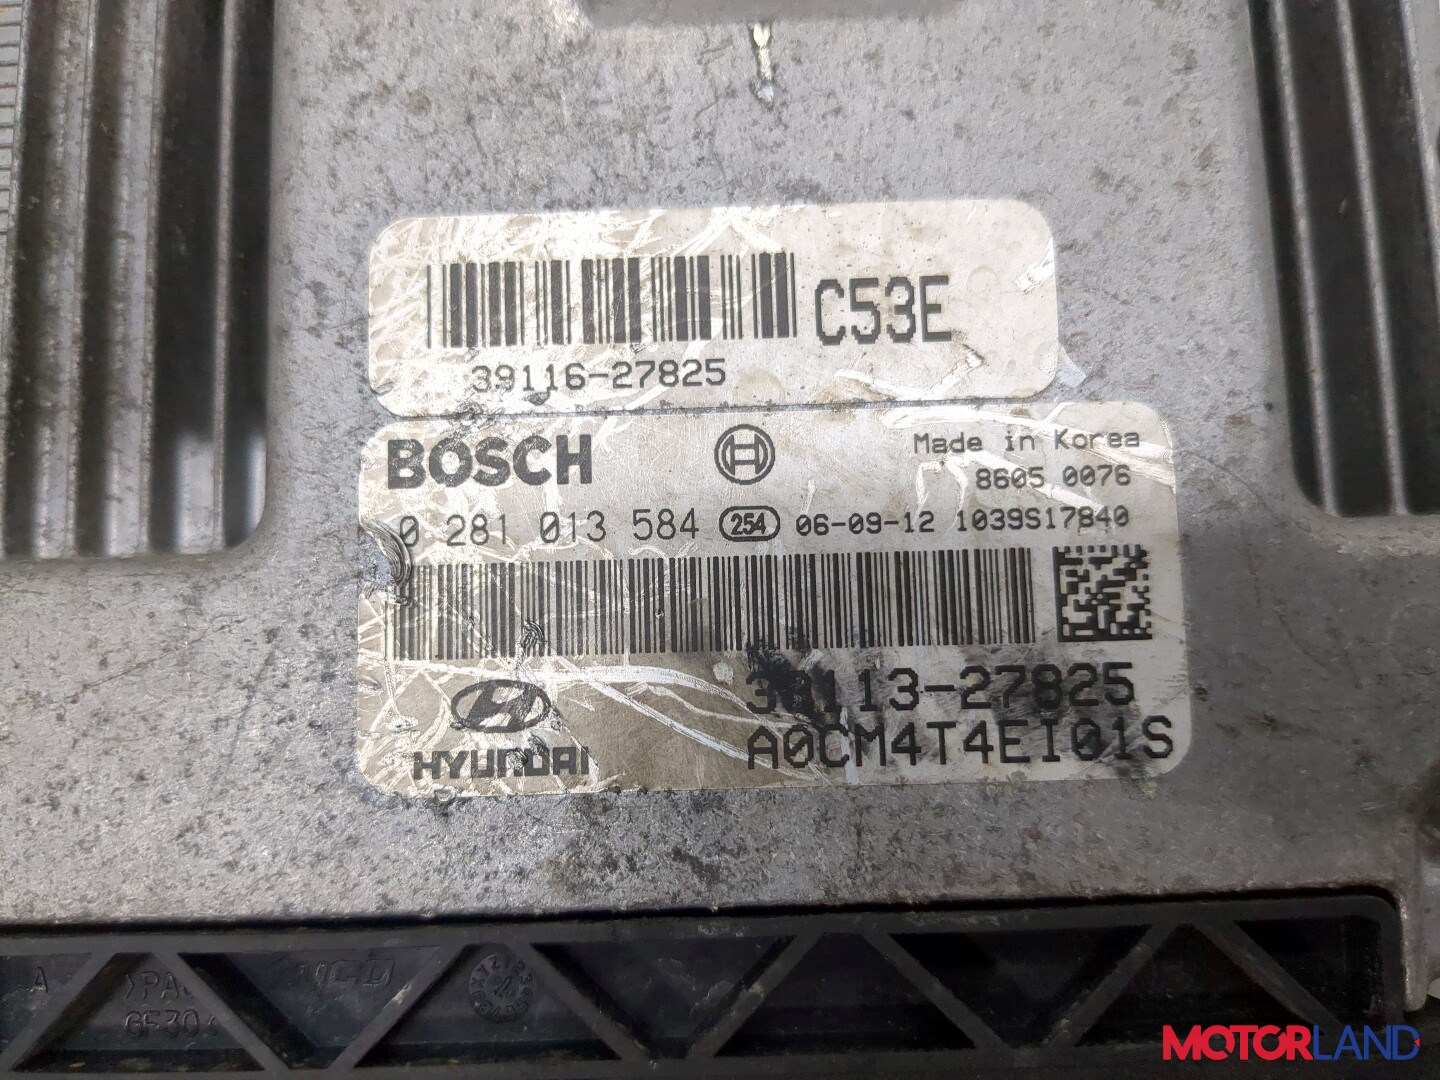 C53E
39116-27825
BOSCH
Made in Korea
8605 0076
0 281 013 584 254 06-09-12 1039S17840
39113-27825
HYUNDAI
A0CM4T4EI01S
MOTORLAND